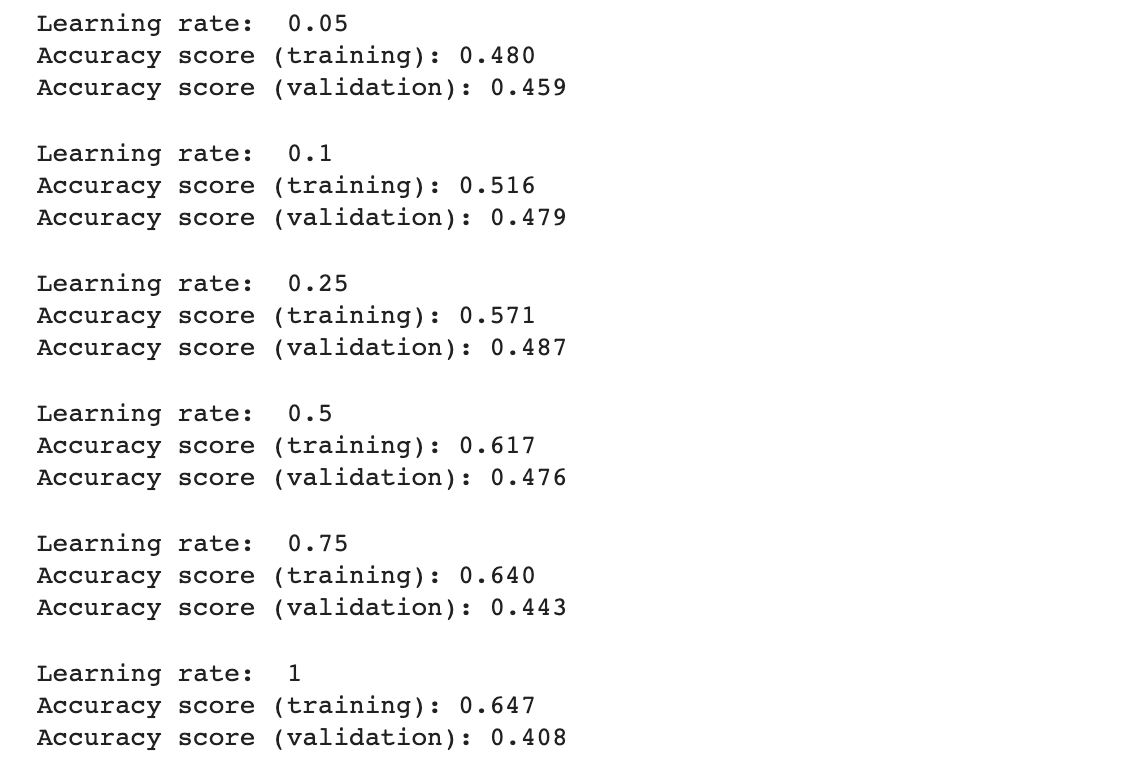 Learning rate:  0.05
Accuracy score (training): 0.480
Accuracy score (validation): 0.459
Learning rate:  0.1
Accuracy score (training): 0.516
Accuracy score (validation): 0.479
Learning rate:  0.25
Accuracy score (training): 0.571
Accuracy score (validation): 0.487
Learning rate:  0.5
Accuracy score (training): 0.617
Accuracy score (validation): 0.476
Learning rate:  0.75
Accuracy score (training): 0.640
Accuracy score (validation): 0.443
Learning rate:  1
Accuracy score (training): 0.647
Accuracy score (validation): 0.408